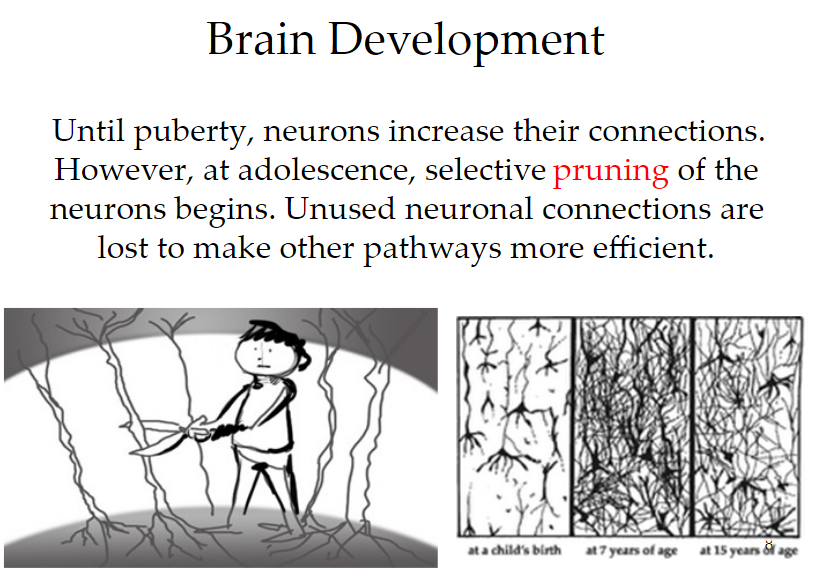 Brain Development
Until puberty, neurons increase their connections.
However, at adolescence, selective pruning of the
neurons begins. Unused neuronal connections are
lost to make other pathways more efficient.
at a child's birth
at 7 years of age
at 15 years of age